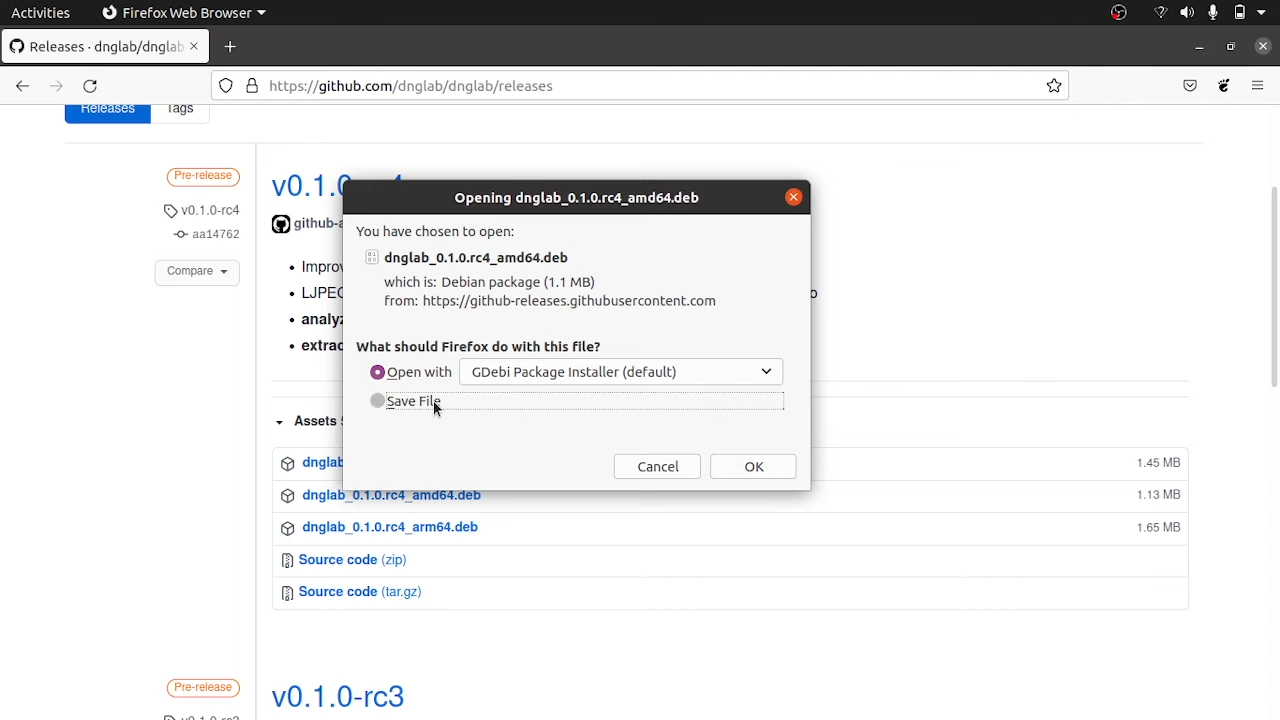 Activities
Firefox Web Browser
Releases · dnglab/dnglab
https://github.com/dnglab/dnglab/releases
Releases
Tags
Pre-release
v0.1.0-rc4
aa14762
Compare
v0.1.0
github-a
• Improv
• LJPEG
• analyz
• extrac
Opening dnglab_0.1.0.rc4_amd64.deb
You have chosen to open:
dnglab_0.1.0.rc4_amd64.deb
which is: Debian package (1.1 MB)
from: https://github-releases.githubusercontent.com
What should Firefox do with this file?
Open with
GDebi Package Installer (default)
Save File
Cancel
OK
Assets 5
dnglab
1.45 MB
dnglab_0.1.0.rc4_amd64.deb
1.13 MB
dnglab_0.1.0.rc4_arm64.deb
1.65 MB
Source code (zip)
Source code (tar.gz)
Pre-release
v0.1.0-rc3